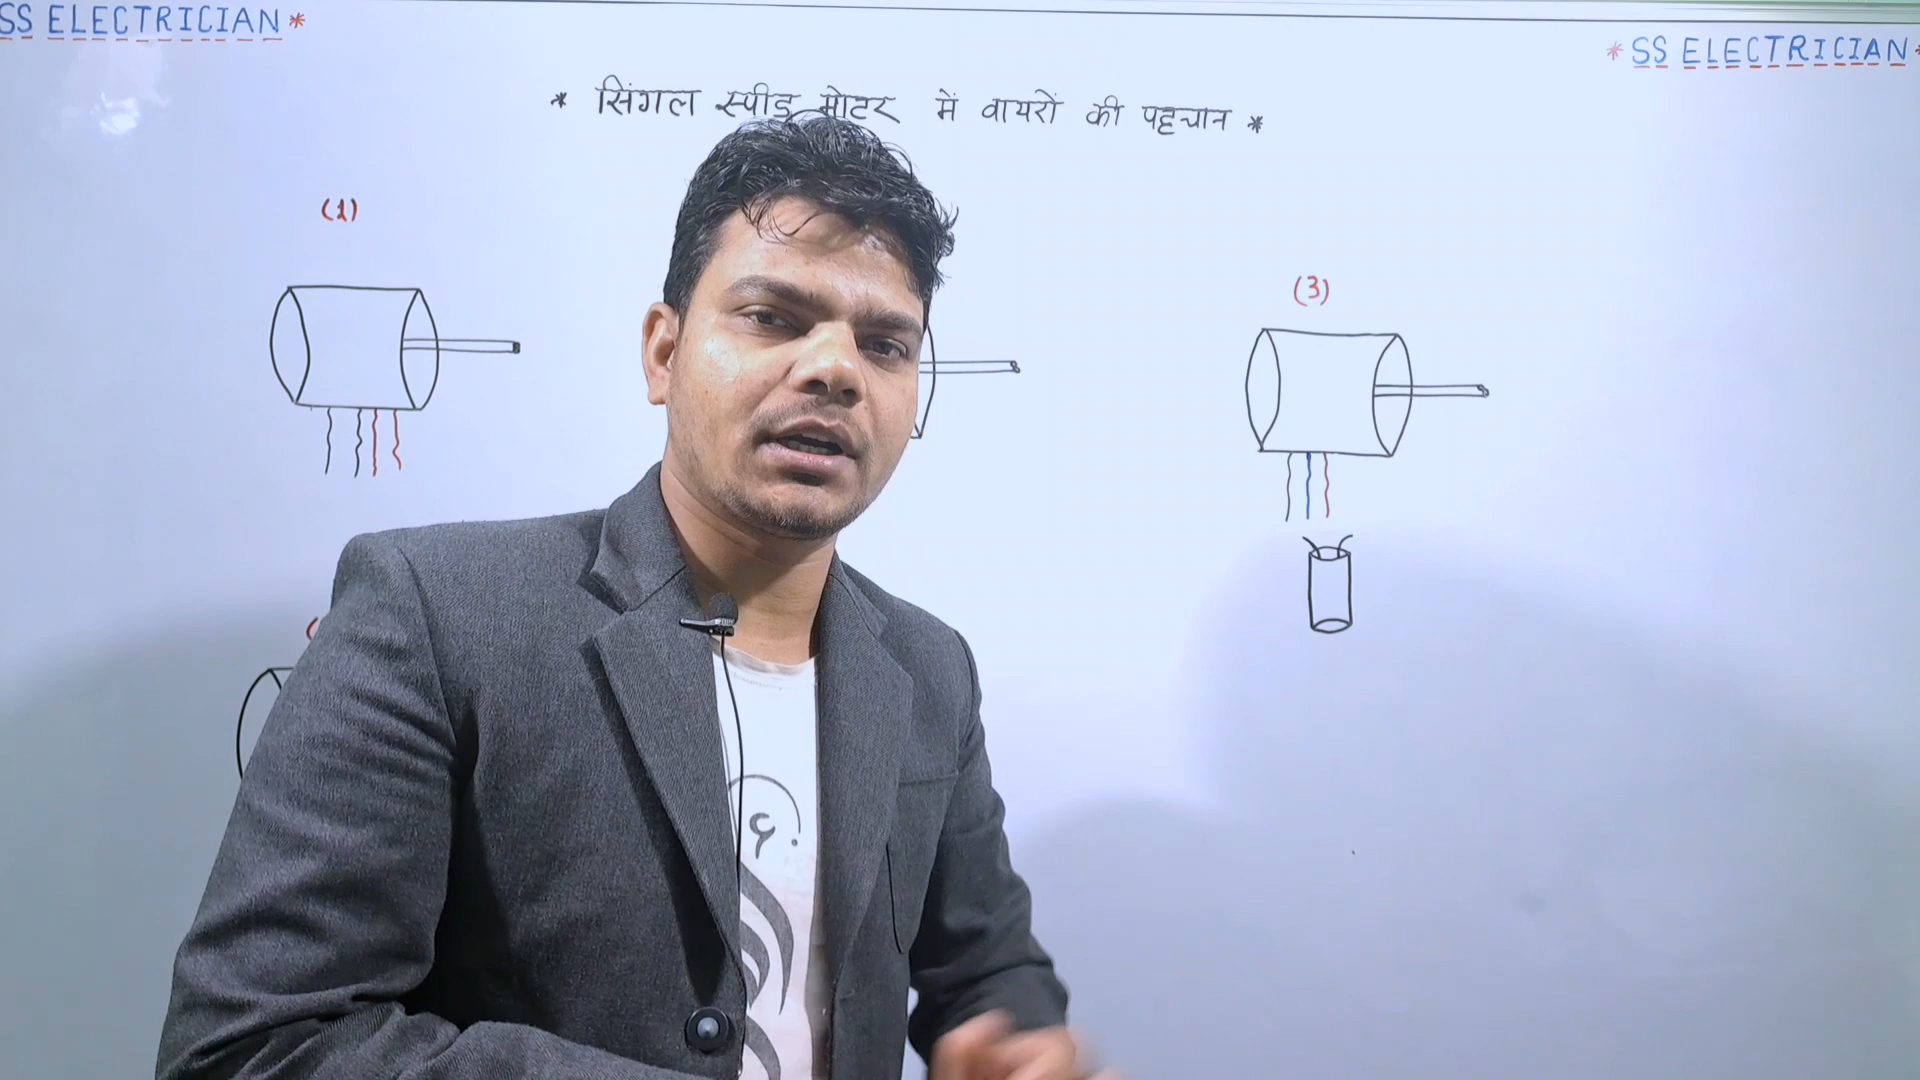 SS ELECTRICIAN*
* SS ELECTRICIAN*
* सिंगल स्पीड मोटर में वायरों की पहचान *
(1)
(3)